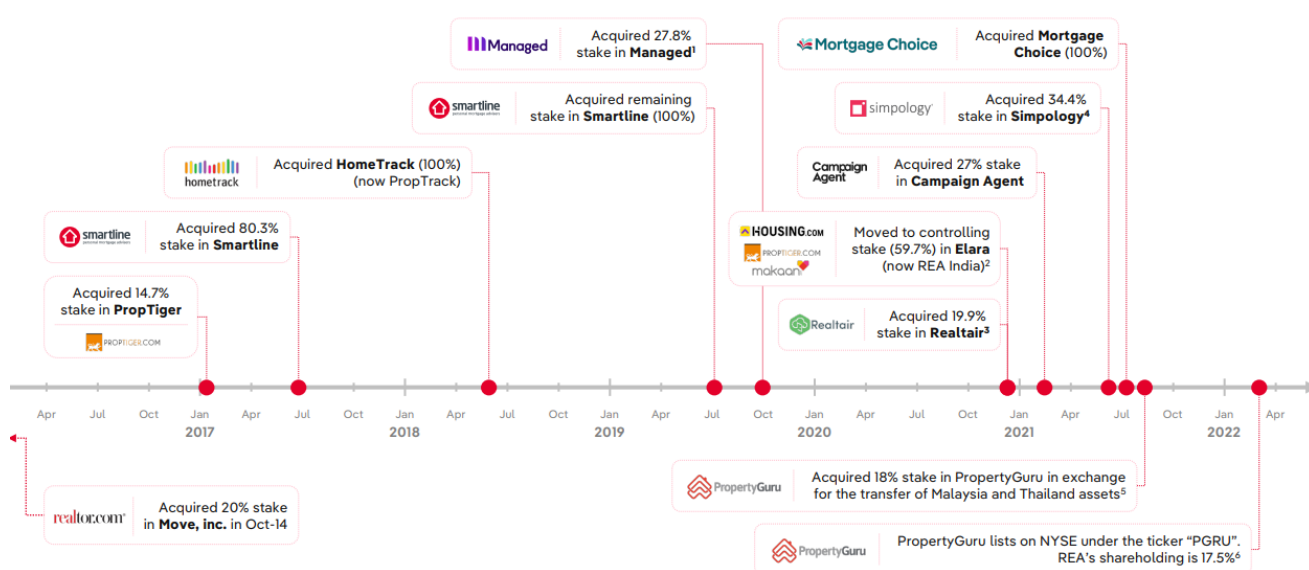 Managed
Acquired 27.8%
stake in Managed¹
Mortgage Choice
Acquired Mortgage
Choice (100%)
smartline
personal mortgage advisers
Acquired remaining
stake in Smartline (100%)
simpology
Acquired 34.4%
stake in Simpology⁴
hometrack
Acquired HomeTrack (100%)
(now PropTrack)
Campaign
Agent
Acquired 27% stake
in Campaign Agent
smartline
personal mortgage advisers
Acquired 80.3%
stake in Smartline
HOUSING.COM
PROPTIGER.COM
makaan
Moved to controlling
stake (59.7%) in Elara
(now REA India)²
Acquired 14.7%
stake in PropTiger
PROPTIGER.COM
Realtair
Acquired 19.9%
stake in Realtair³
Apr Jul Oct Jan Apr Jul Oct Jan Apr Jul Oct Jan Apr Jul Oct Jan Apr Jul Oct Jan Apr Jul Oct Jan Apr
2017 2018 2019 2020 2021 2022
realtor.com®
Acquired 20% stake
in Move, inc. in Oct-14
PropertyGuru
Acquired 18% stake in PropertyGuru in exchange
for the transfer of Malaysia and Thailand assets⁵
PropertyGuru
PropertyGuru lists on NYSE under the ticker “PGRU”.
REA’s shareholding is 17.5%⁶